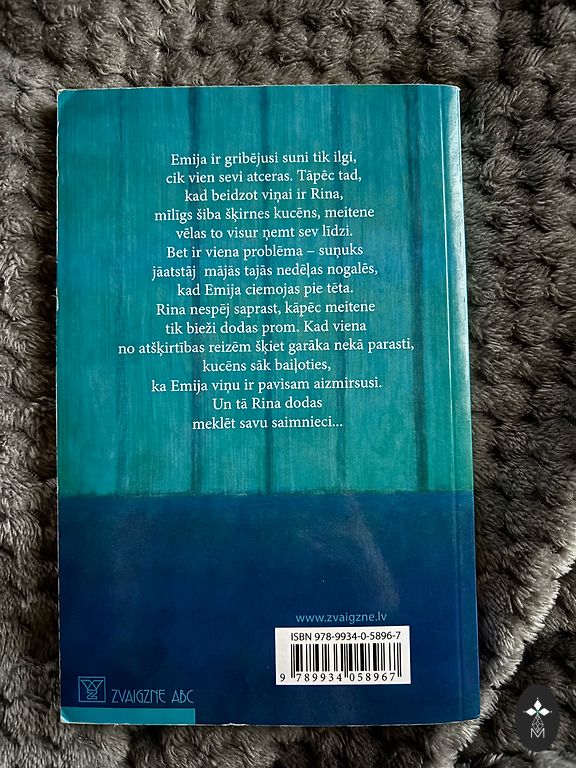 Emija ir gribējusi suni tik ilgi,
cik vien sevi atceras. Tāpēc tad,
kad beidzot viņai ir Rina,
mīlīgs šiba šķirnes kucēns, meitene
vēlas to visur ņemt sev līdzi.
Bet ir viena problēma – suņuks
jāatstāj mājās tajās nedēļas nogalēs,
kad Emija ciemojas pie tēta.
Rina nespēj saprast, kāpēc meitene
tik bieži dodas prom. Kad viena
no atšķirtības reizēm šķiet garāka nekā parasti,
kucēns sāk baiļoties,
ka Emija viņu ir pavisam aizmirsusi.
Un tā Rina dodas
meklēt savu saimnieci...
www.zvaigzne.lv
ISBN 978-9934-0-5896-7
9 789934 058967
ZVAIGZNE ABC